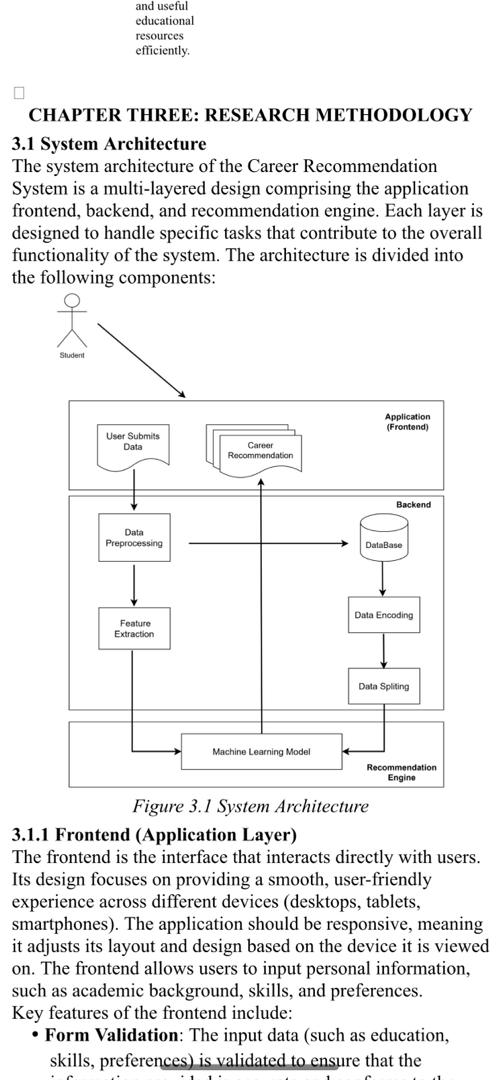 and useful
educational
resources
efficiently.
CHAPTER THREE: RESEARCH METHODOLOGY
3.1 System Architecture
The system architecture of the Career Recommendation
System is a multi-layered design comprising the application
frontend, backend, and recommendation engine. Each layer is
designed to handle specific tasks that contribute to the overall
functionality of the system. The architecture is divided into
the following components:
Student
Application
(Frontend)
User Submits
Data
Career
Recommendation
Backend
Data
Preprocessing
DataBase
Feature
Extraction
Data Encoding
Data Spliting
Machine Learning Model
Recommendation
Engine
Figure 3.1 System Architecture
3.1.1 Frontend (Application Layer)
The frontend is the interface that interacts directly with users.
Its design focuses on providing a smooth, user-friendly
experience across different devices (desktops, tablets,
smartphones). The application should be responsive, meaning
it adjusts its layout and design based on the device it is viewed
on. The frontend allows users to input personal information,
such as academic background, skills, and preferences.
Key features of the frontend include:
• Form Validation: The input data (such as education,
skills, preferences) is validated to ensure that the